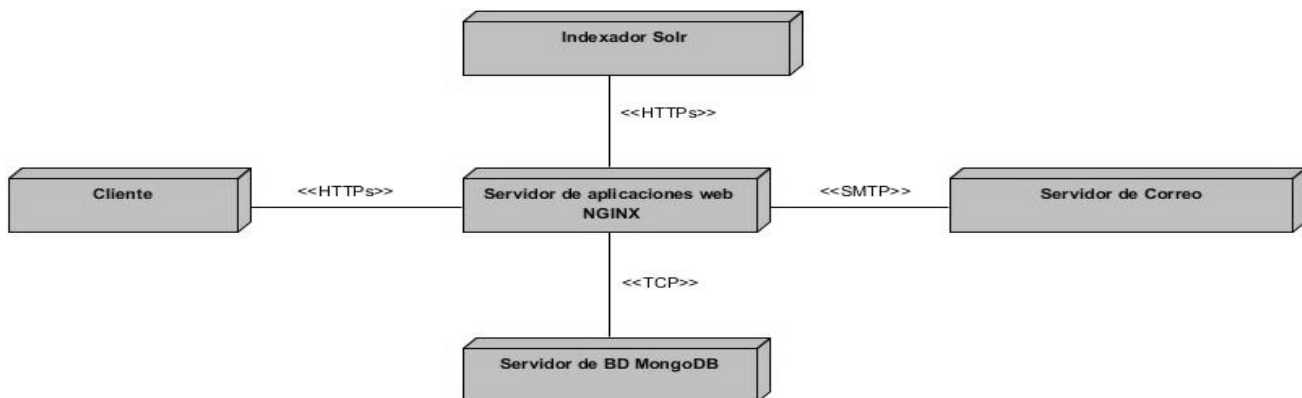 Indexador Solr
<<HTTPs>>
Cliente
<<HTTPs>>
Servidor de aplicaciones web
NGINX
<<SMTP>>
Servidor de Correo
<<TCP>>
Servidor de BD MongoDB